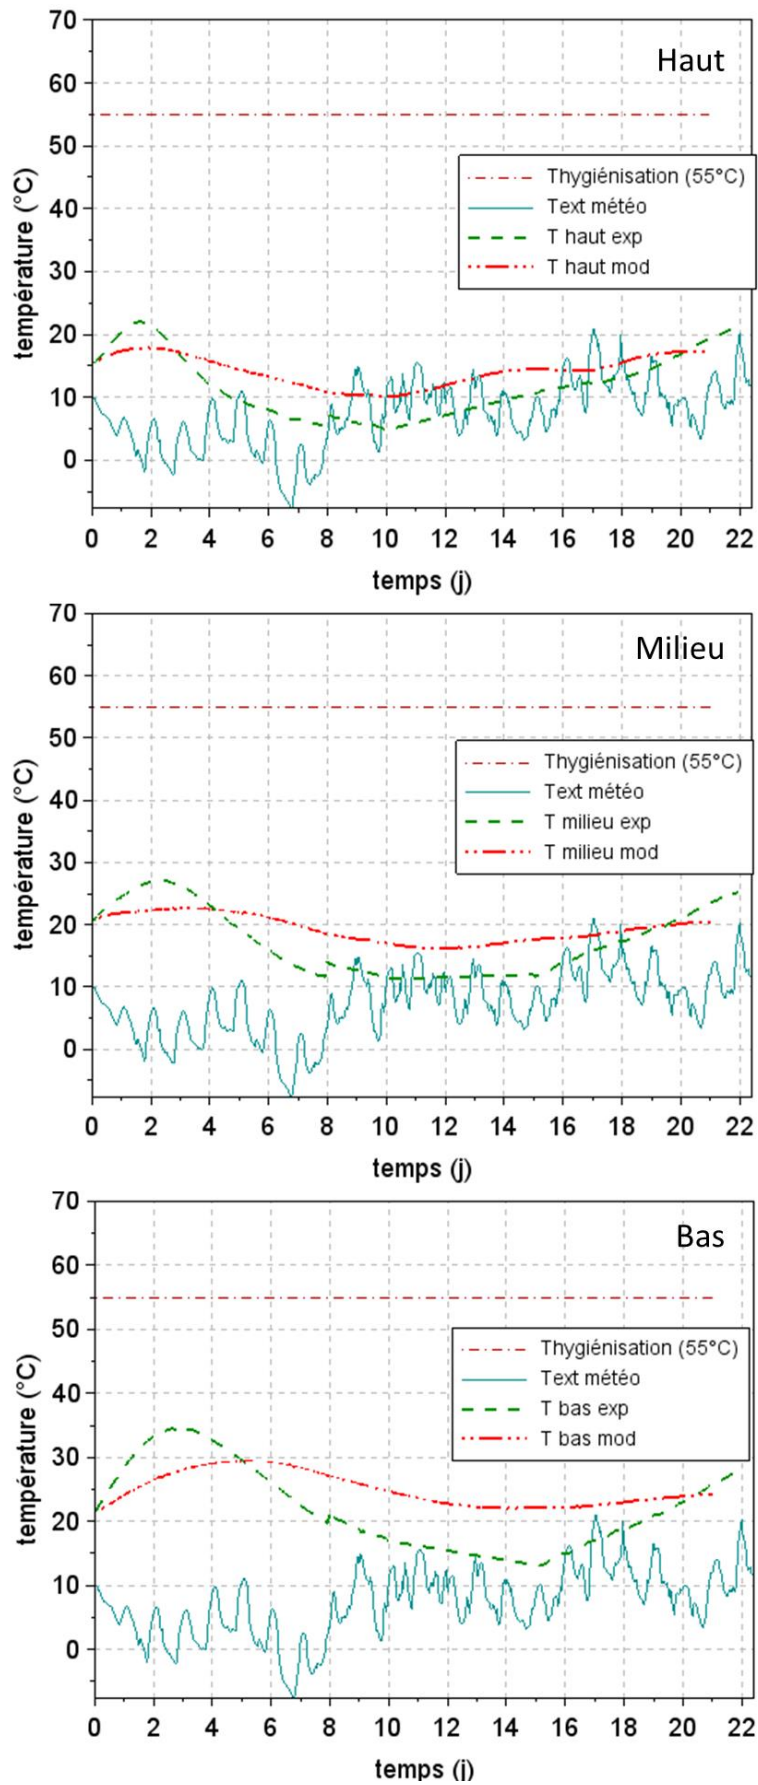 70
60
50
40
30
20
10
0
température (°C)
Haut
Thygiénisation (55°C)
Text météo
T haut exp
T haut mod
0 2 4 6 8 10 12 14 16 18 20 22
temps (j)
70
60
50
40
30
20
10
0
température (°C)
Milieu
Thygiénisation (55°C)
Text météo
T milieu exp
T milieu mod
0 2 4 6 8 10 12 14 16 18 20 22
temps (j)
70
60
50
40
30
20
10
0
température (°C)
Bas
Thygiénisation (55°C)
Text météo
T bas exp
T bas mod
0 2 4 6 8 10 12 14 16 18 20 22
temps (j)